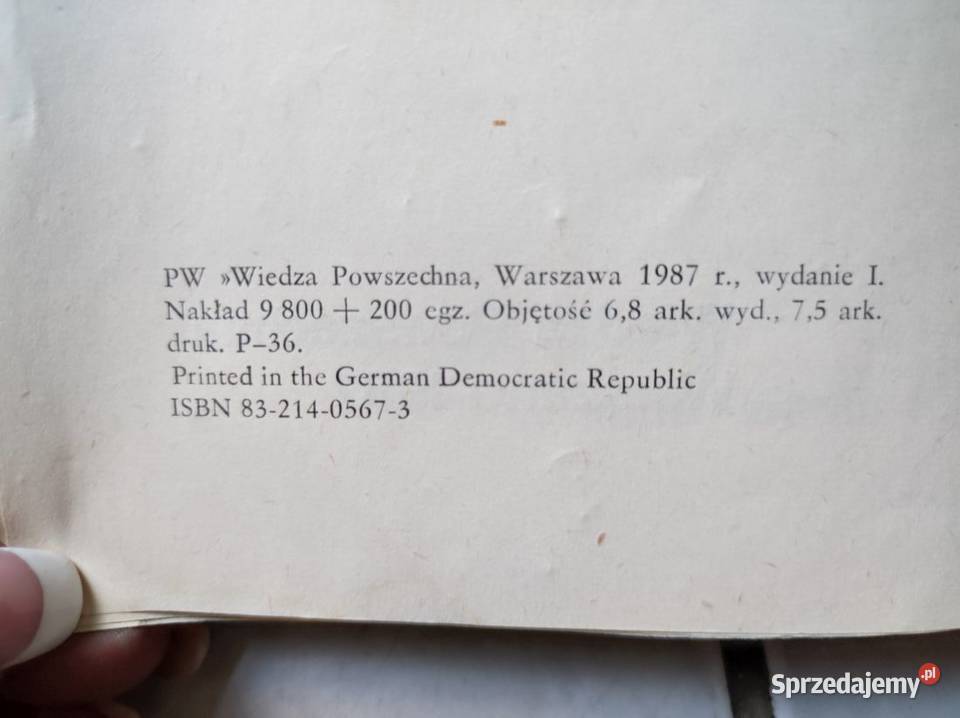 PW »Wiedza Powszechna, Warszawa 1987 r., wydanie I.
Nakład 9 800 + 200 egz. Objętość 6,8 ark. wyd., 7,5 ark.
druk. P–36.
Printed in the German Democratic Republic
ISBN 83-214-0567-3
Sprzedajemy.pl